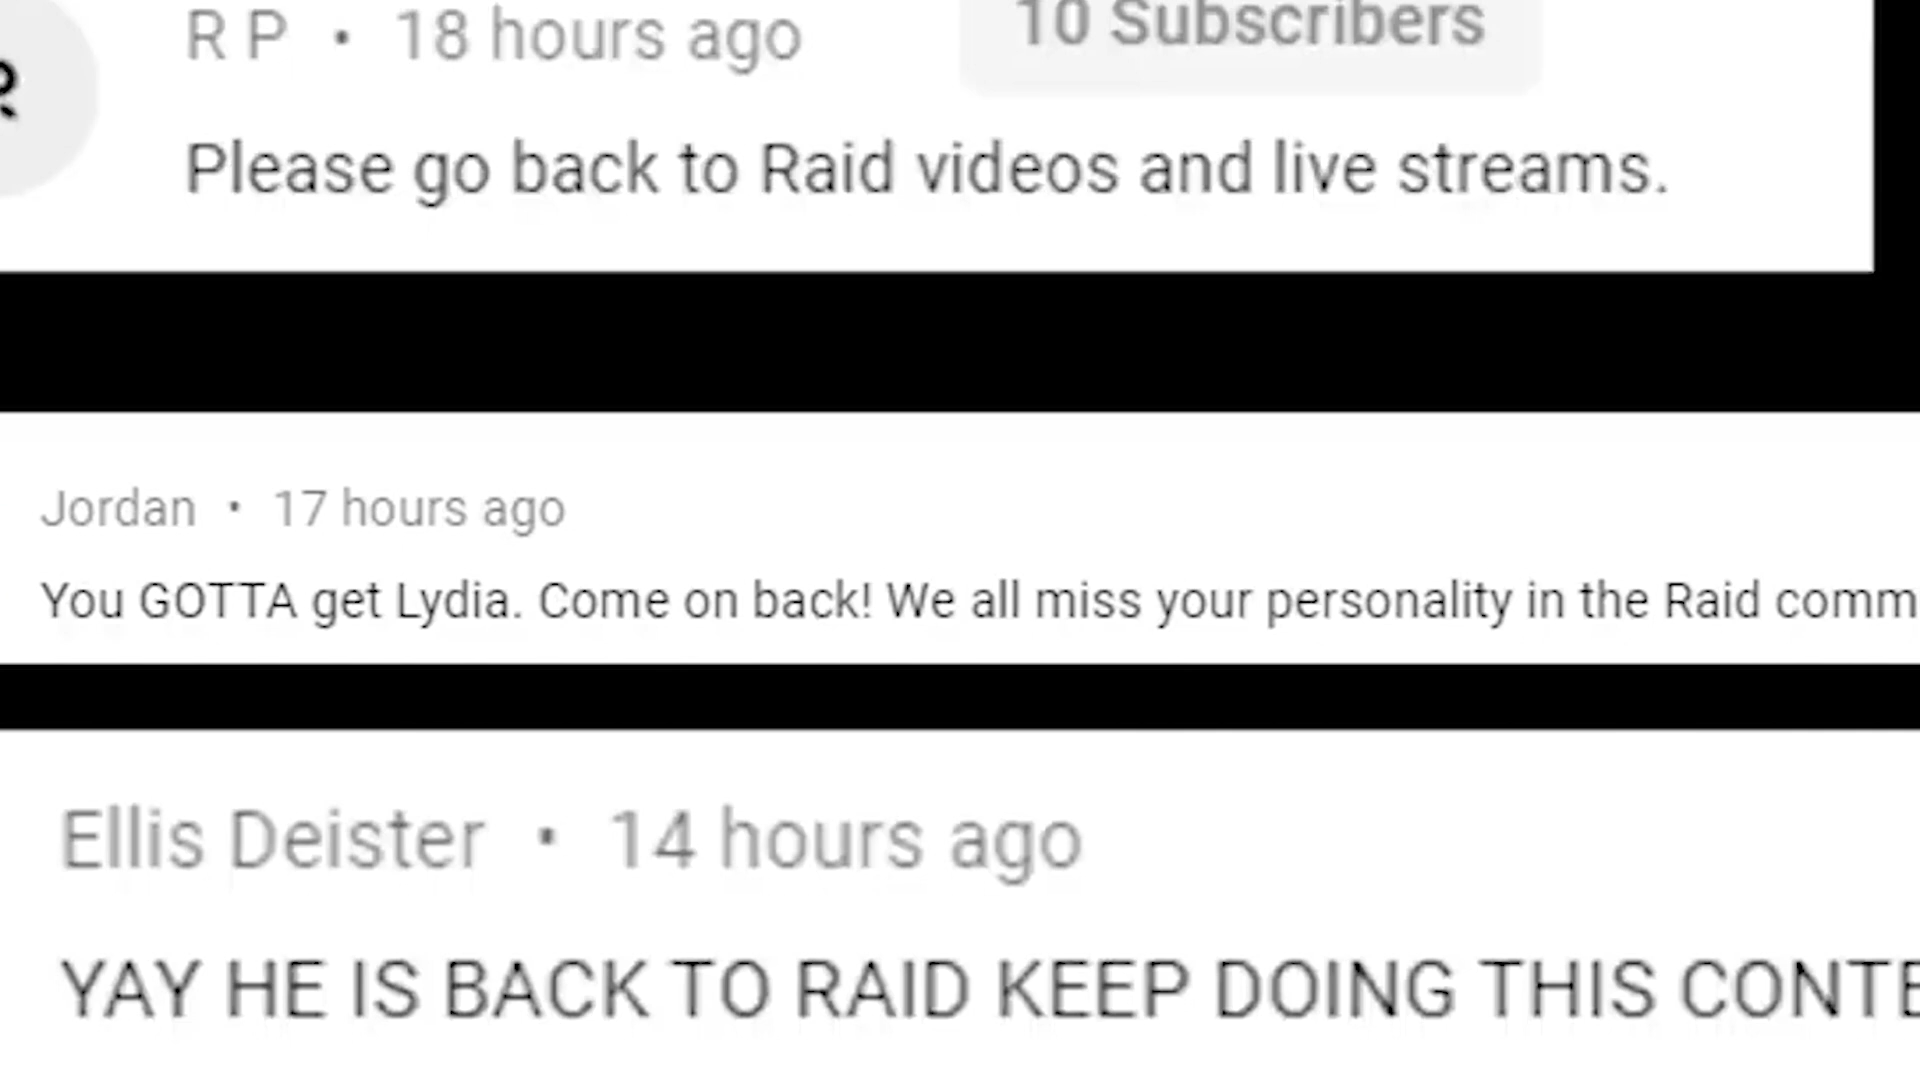 R P • 18 hours ago 10 Subscribers
Please go back to Raid videos and live streams.
Jordan • 17 hours ago
You GOTTA get Lydia. Come on back! We all miss your personality in the Raid comm
Ellis Deister • 14 hours ago
YAY HE IS BACK TO RAID KEEP DOING THIS CONTE